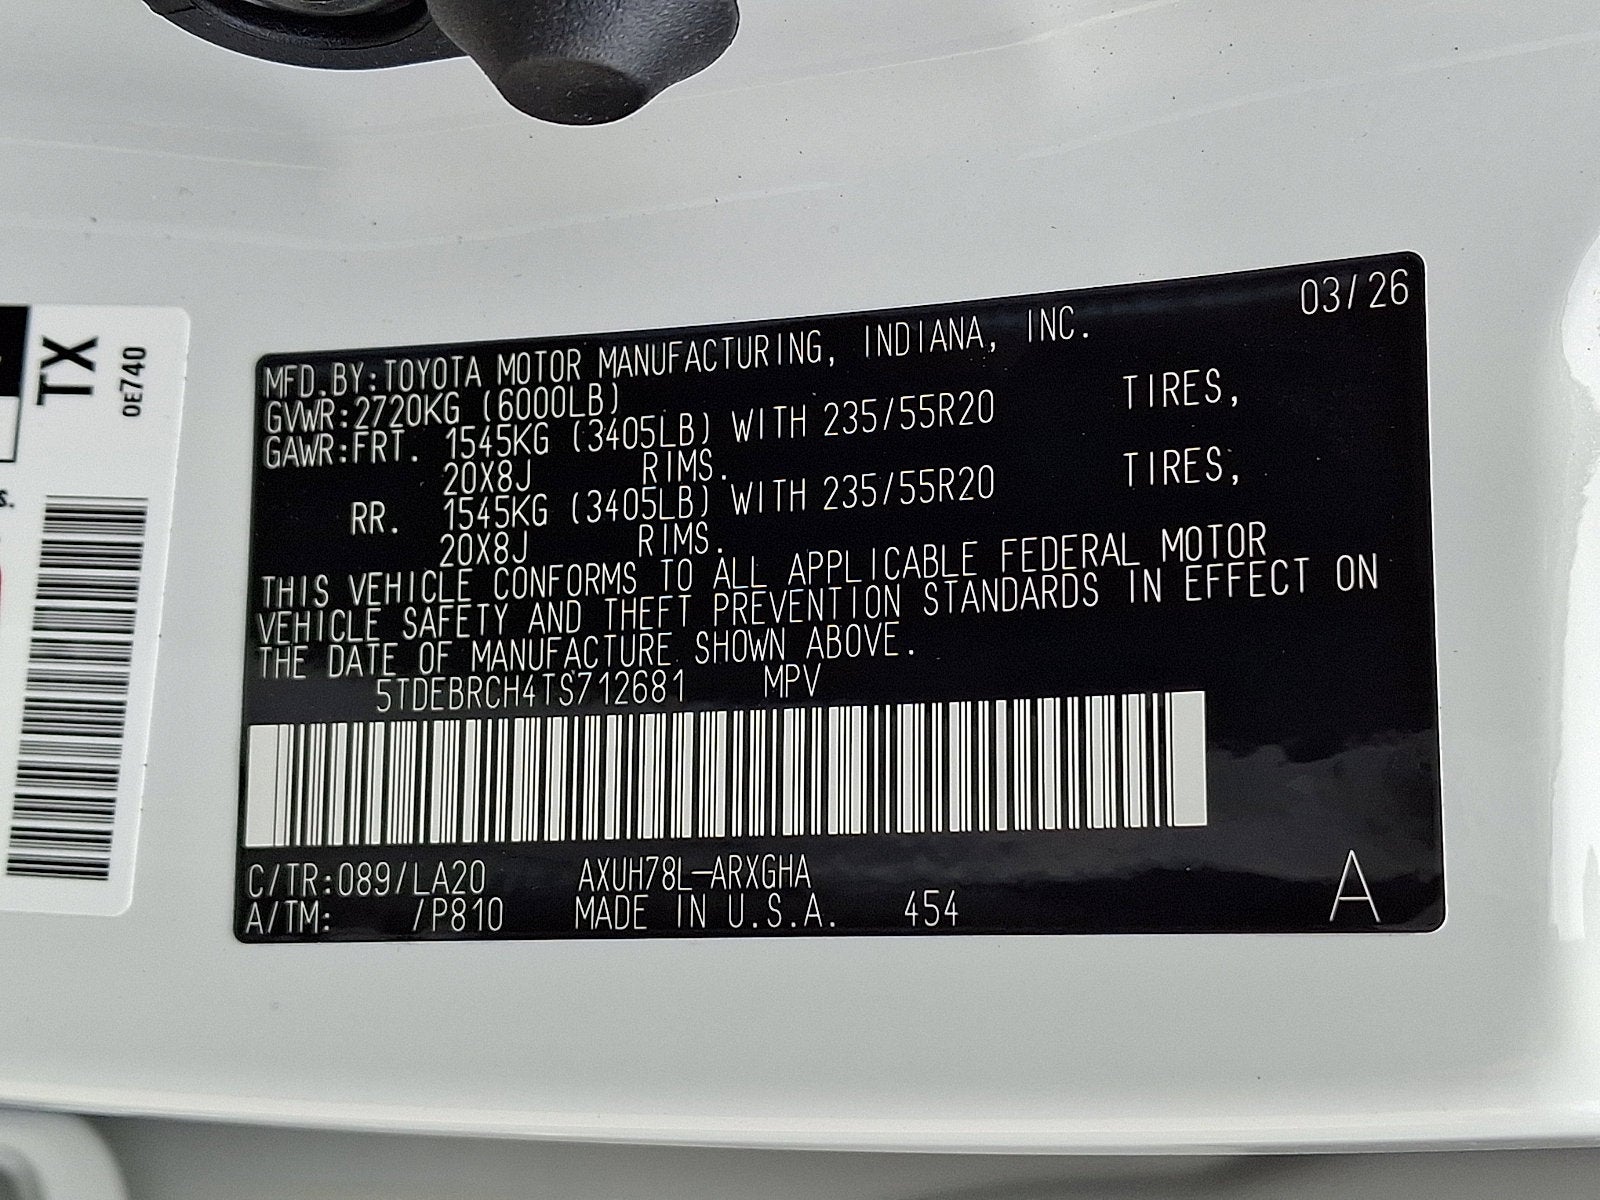 TX
0E740
S.
03/26
MFD.BY:TOYOTA MOTOR MANUFACTURING, INDIANA, INC.
GVWR:2720KG (6000LB)
GAWR:FRT. 1545KG (3405LB) WITH 235/55R20 TIRES,
20X8J RIMS.
RR. 1545KG (3405LB) WITH 235/55R20 TIRES,
20X8J RIMS.
THIS VEHICLE CONFORMS TO ALL APPLICABLE FEDERAL MOTOR
VEHICLE SAFETY AND THEFT PREVENTION STANDARDS IN EFFECT ON
THE DATE OF MANUFACTURE SHOWN ABOVE.
5TDEBRCH4TS712681 MPV
C/TR:089/LA20 AXUH78L-ARXGHA
A/TM: /P810 MADE IN U.S.A. 454
A